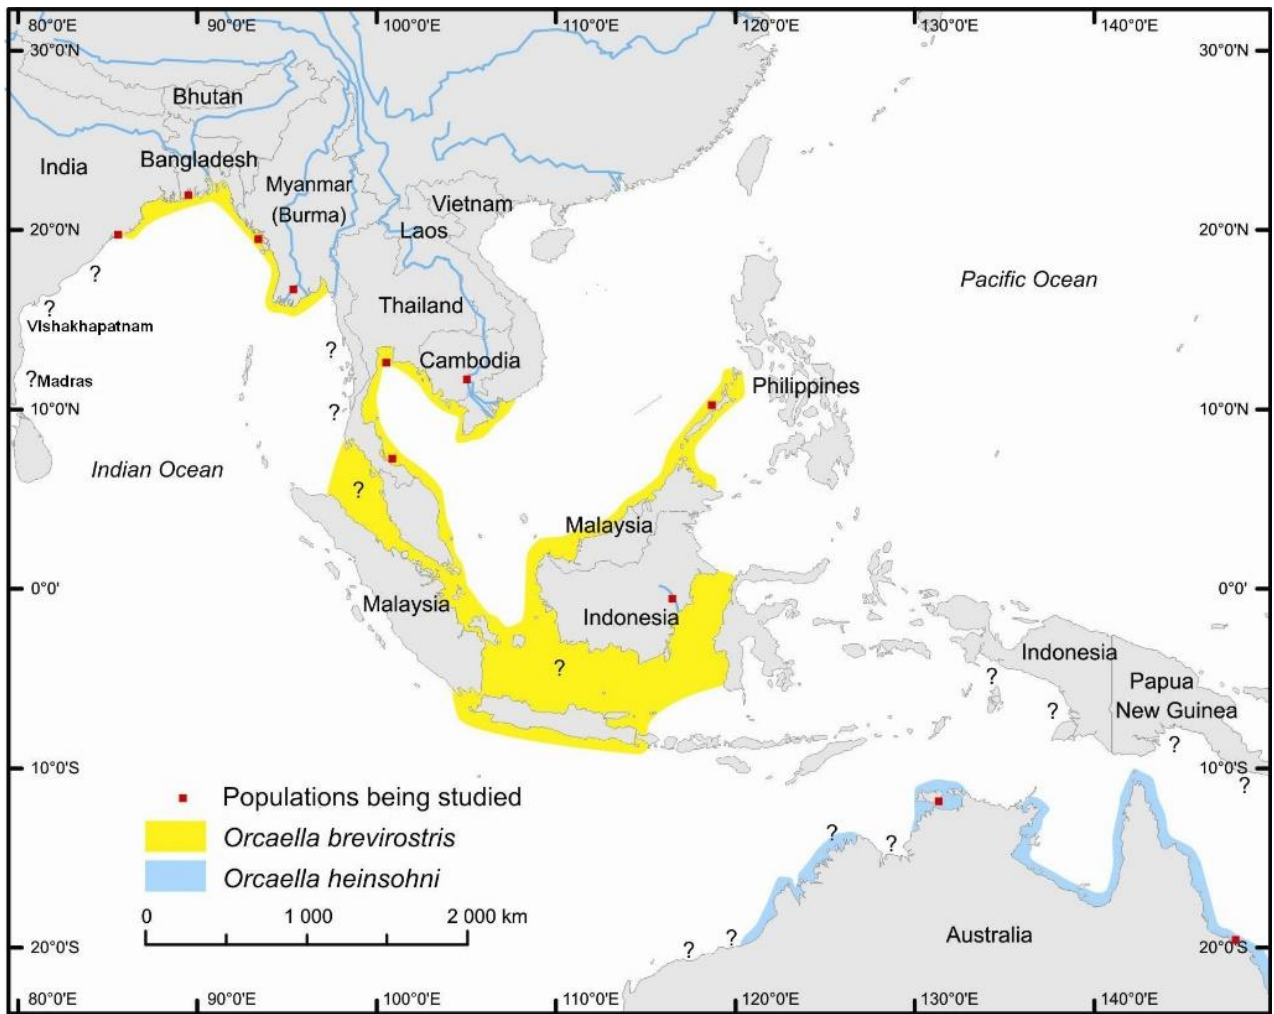 80°0'E 90°0'E 100°0'E 110°0'E 120°0'E 130°0'E 140°0'E
30°0'N 30°0'N
Bhutan
India
Bangladesh
Myanmar
(Burma)
Vietnam
Laos
20°0'N 20°0'N
?
Pacific Ocean
?
VIshakhapatnam
Thailand
?
Cambodia
?Madras
Philippines
10°0'N ? 10°0'N
Indian Ocean
?
Malaysia
0°0' 0°0'
Malaysia
Indonesia
Indonesia
?
?
Papua
New Guinea
?
?
10°0'S 10°0'S
?
Populations being studied
Orcaella brevirostris
?
?
Orcaella heinsohni
0 1 000 2 000 km
Australia
?
?
20°0'S 20°0'S
80°0'E 90°0'E 100°0'E 110°0'E 120°0'E 130°0'E 140°0'E